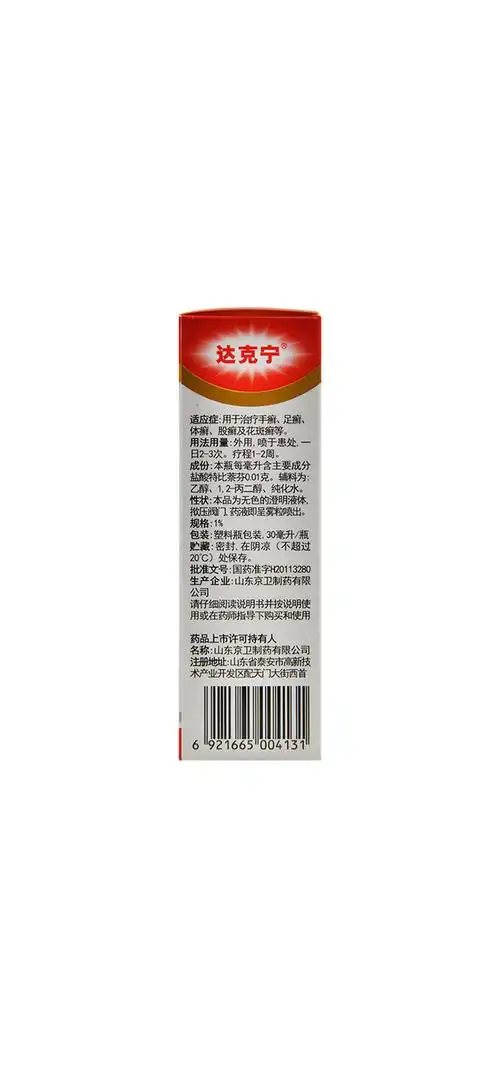 达克宁®
适应症:用于治疗手癣、足癣、
体癣、股癣及花斑癣等。
用法用量:外用,喷于患处,一
日2-3次。疗程1-2周。
成份:本瓶每毫升含主要成分
盐酸特比萘芬0.01克。辅料为:
乙醇、1,2-丙二醇、纯化水。
性状:本品为无色的澄明液体,
揿压阀门,药液即呈雾粒喷出。
规格:1%
包装:塑料瓶包装,30毫升/瓶
贮藏:密封,在阴凉(不超过
20℃)处保存。
批准文号:国药准字H20113280
生产企业:山东京卫制药有限
公司
请仔细阅读说明书并按说明使
用或在药师指导下购买和使用
药品上市许可持有人
名称:山东京卫制药有限公司
注册地址:山东省泰安市高新技
术产业开发区配天门大街西首
6 921665 004131